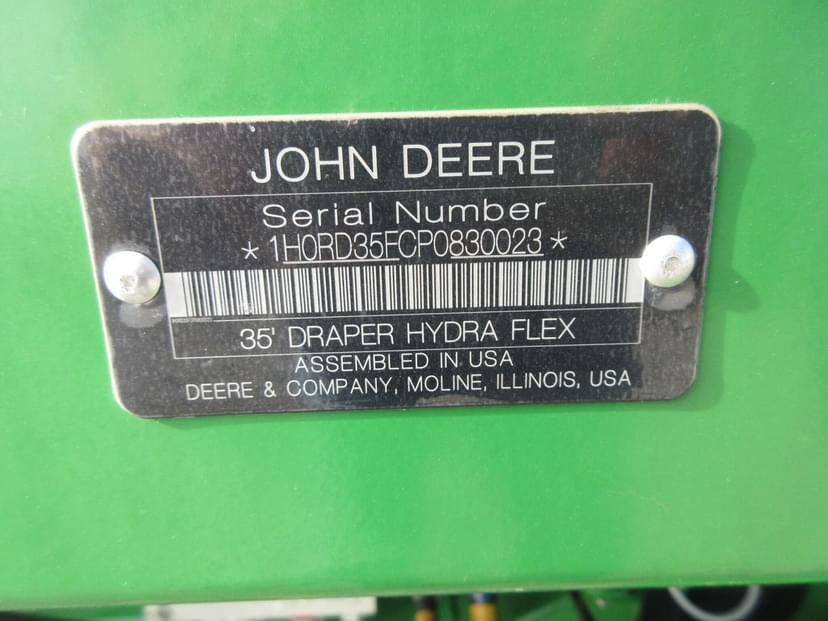 JOHN DEERE
Serial Number
*1H0RD35FCP0830023*
35' DRAPER HYDRA FLEX
ASSEMBLED IN USA
DEERE & COMPANY, MOLINE, ILLINOIS, USA